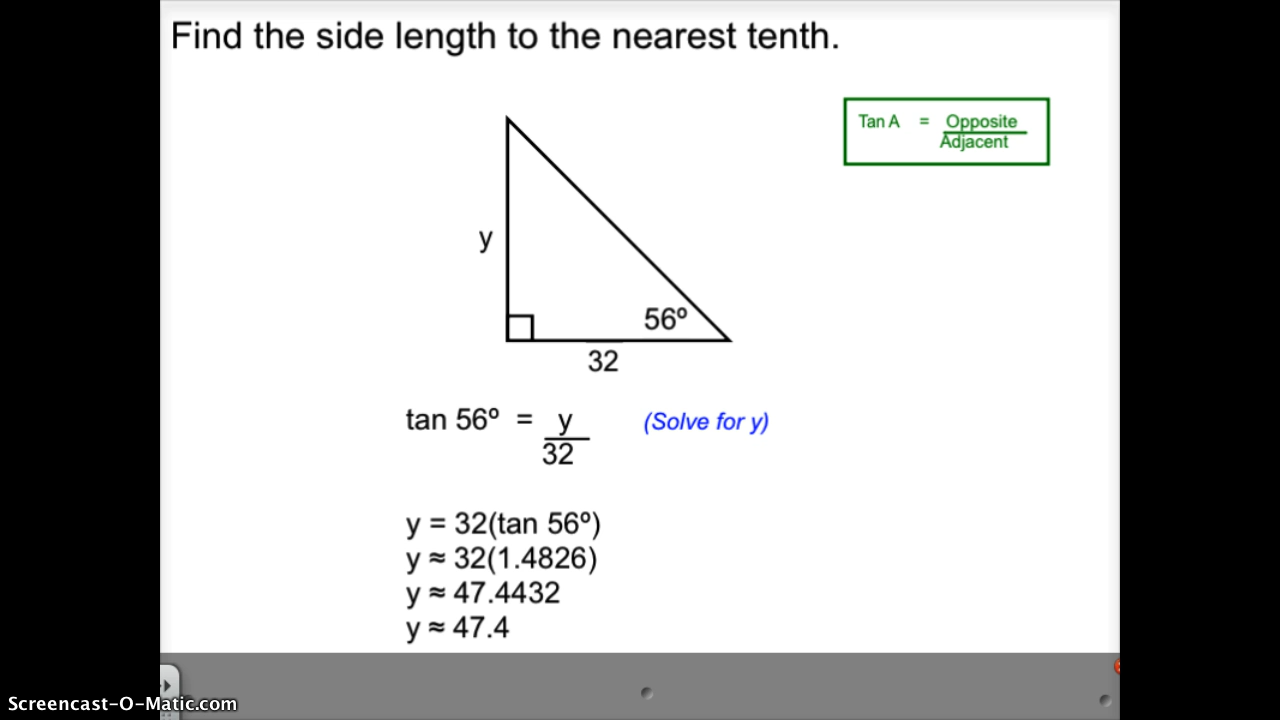 Find the side length to the nearest tenth.
Tan A = Opposite
Adjacent
y
56º
32
tan 56º = y (Solve for y)
32
y = 32(tan 56º)
y ≈ 32(1.4826)
y ≈ 47.4432
y ≈ 47.4
Screencast-O-Matic.com